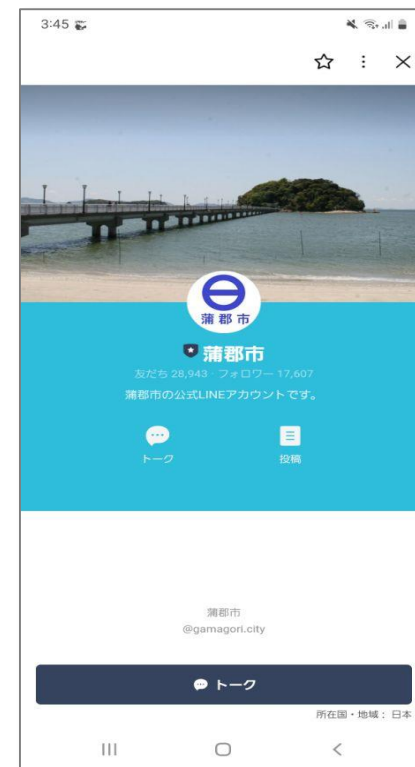 3:45
蒲郡市
蒲郡市
友だち 28,943・フォロワー 17,607
蒲郡市の公式LINEアカウントです。
トーク
投稿
蒲郡市
@gamagori.city
トーク
所在国・地域： 日本